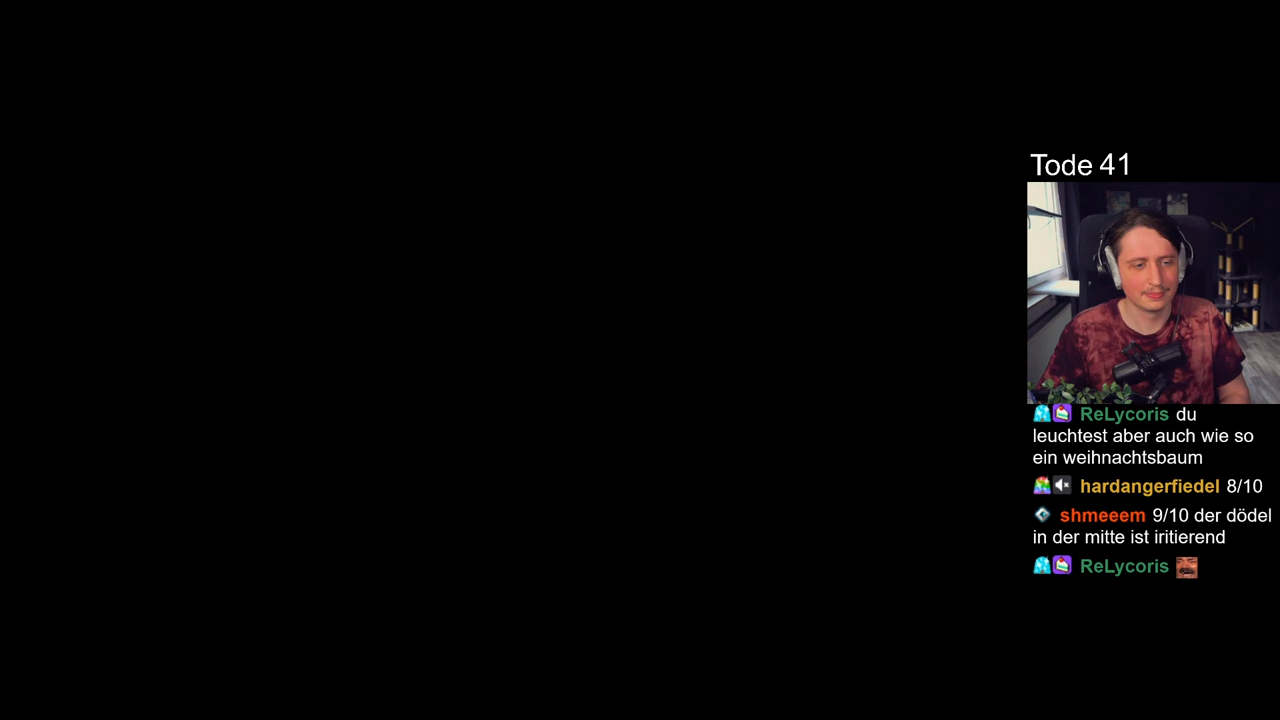 Tode 41
ReLycoris du
leuchtest aber auch wie so
ein weihnachtsbaum
hardangerfiedel 8/10
shmeeem 9/10 der dödel
in der mitte ist iritierend
ReLycoris